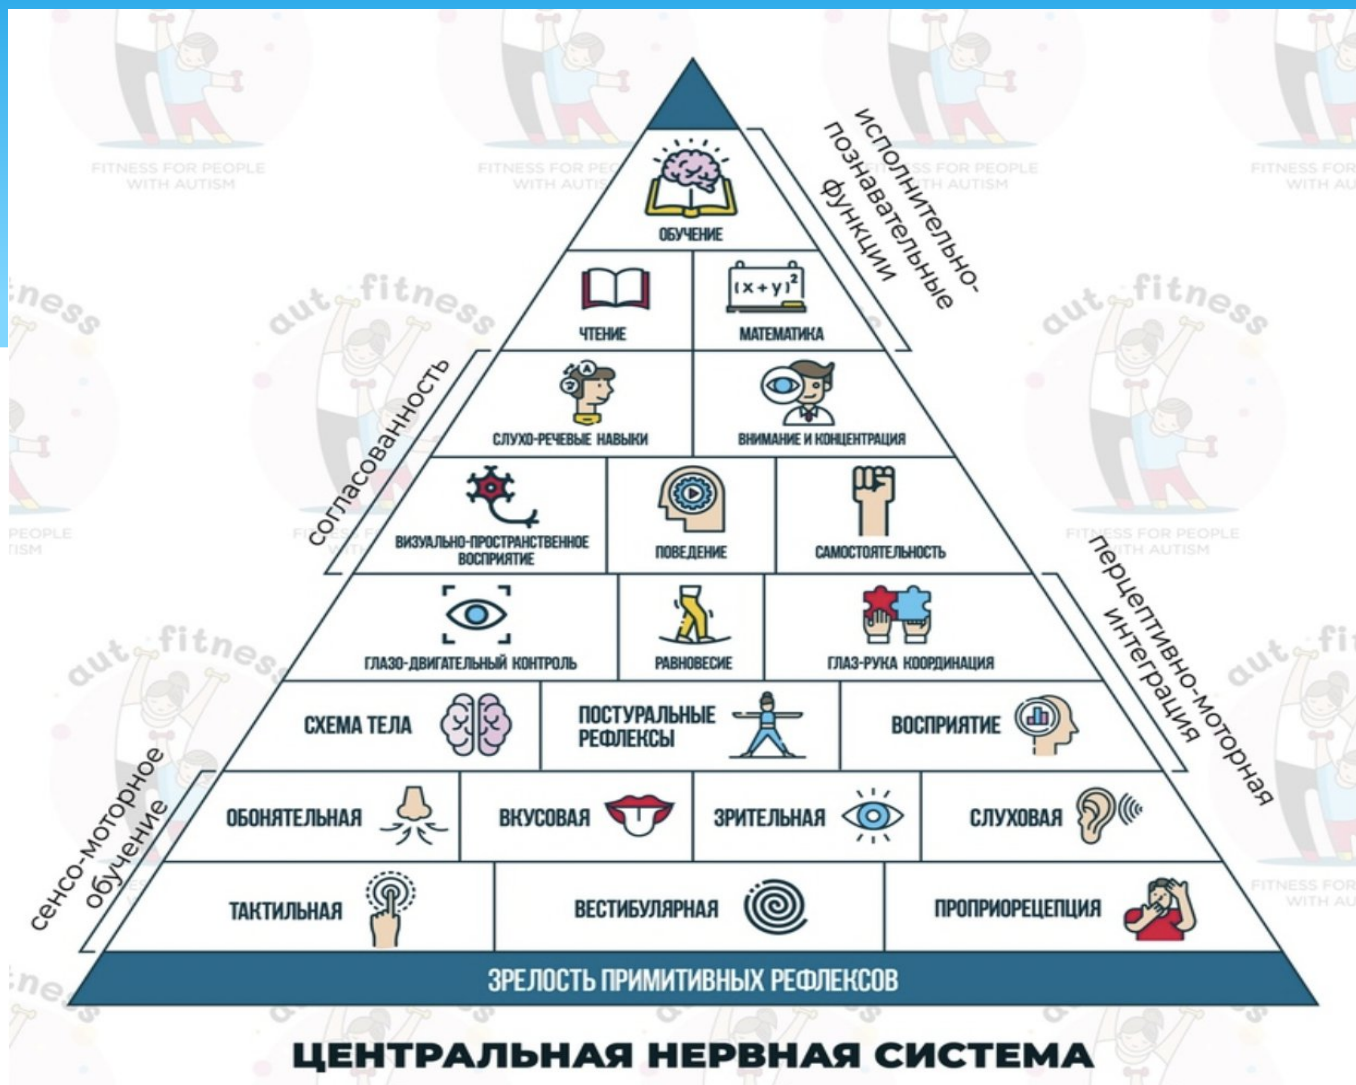 исполнительно-
познавательные
функции
ОБУЧЕНИЕ
(x+y)²
ЧТЕНИЕ
МАТЕМАТИКА
согласованность
A
СЛУХО-РЕЧЕВЫЕ НАВЫКИ
ВНИМАНИЕ И КОНЦЕНТРАЦИЯ
ВИЗУАЛЬНО-ПРОСТРАНСТВЕННОЕ
ВОСПРИЯТИЕ
ПОВЕДЕНИЕ
САМОСТОЯТЕЛЬНОСТЬ
перцептивно-моторная
интеграция
ГЛАЗО-ДВИГАТЕЛЬНЫЙ КОНТРОЛЬ
РАВНОВЕСИЕ
ГЛАЗ-РУКА КООРДИНАЦИЯ
СХЕМА ТЕЛА
ПОСТУРАЛЬНЫЕ
РЕФЛЕКСЫ
ВОСПРИЯТИЕ
сенсо-моторное
обучение
ОБОНЯТЕЛЬНАЯ
ВКУСОВАЯ
ЗРИТЕЛЬНАЯ
СЛУХОВАЯ
ТАКТИЛЬНАЯ
ВЕСТИБУЛЯРНАЯ
ПРОПРИОРЕЦЕПЦИЯ
ЗРЕЛОСТЬ ПРИМИТИВНЫХ РЕФЛЕКСОВ
ЦЕНТРАЛЬНАЯ НЕРВНАЯ СИСТЕМА
aut fitness
FITNESS FOR PEOPLE
WITH AUTISM